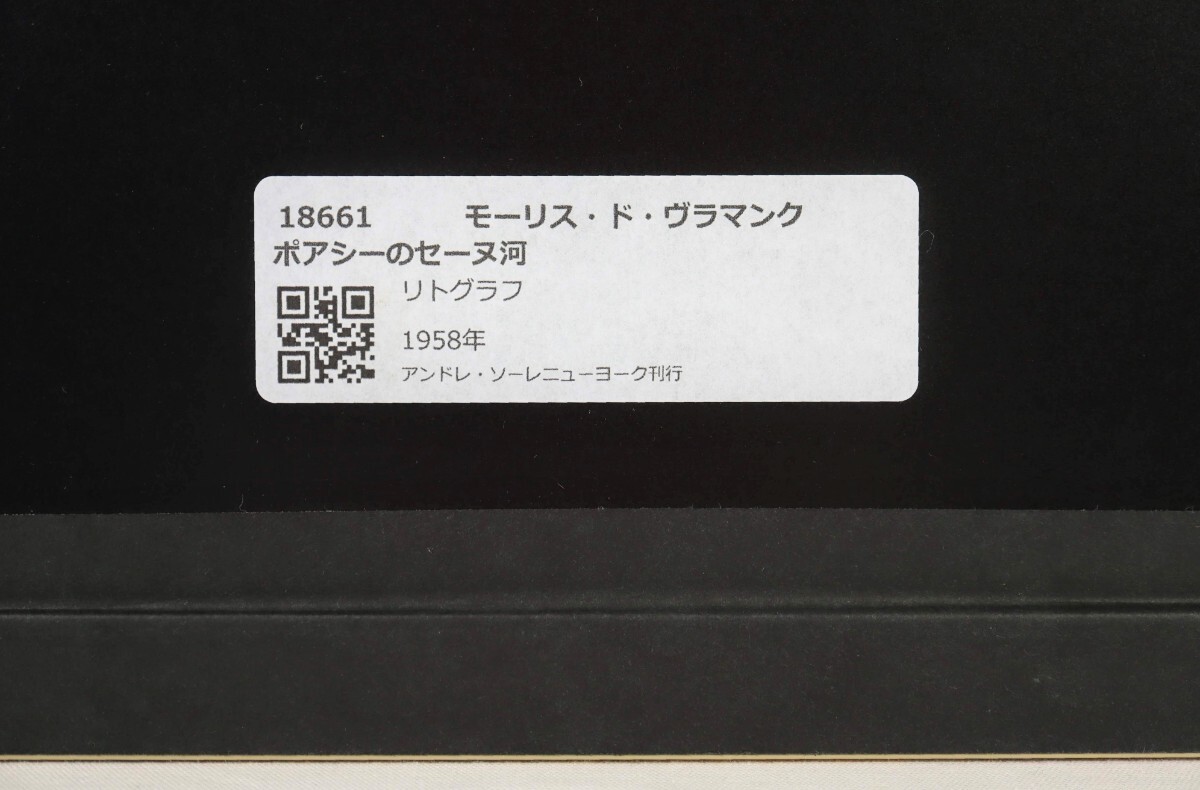 18661 モーリス・ド・ヴラマンク
ポアシーのセーヌ河
リトグラフ
1958年
アンドレ・ソーレニューヨーク刊行